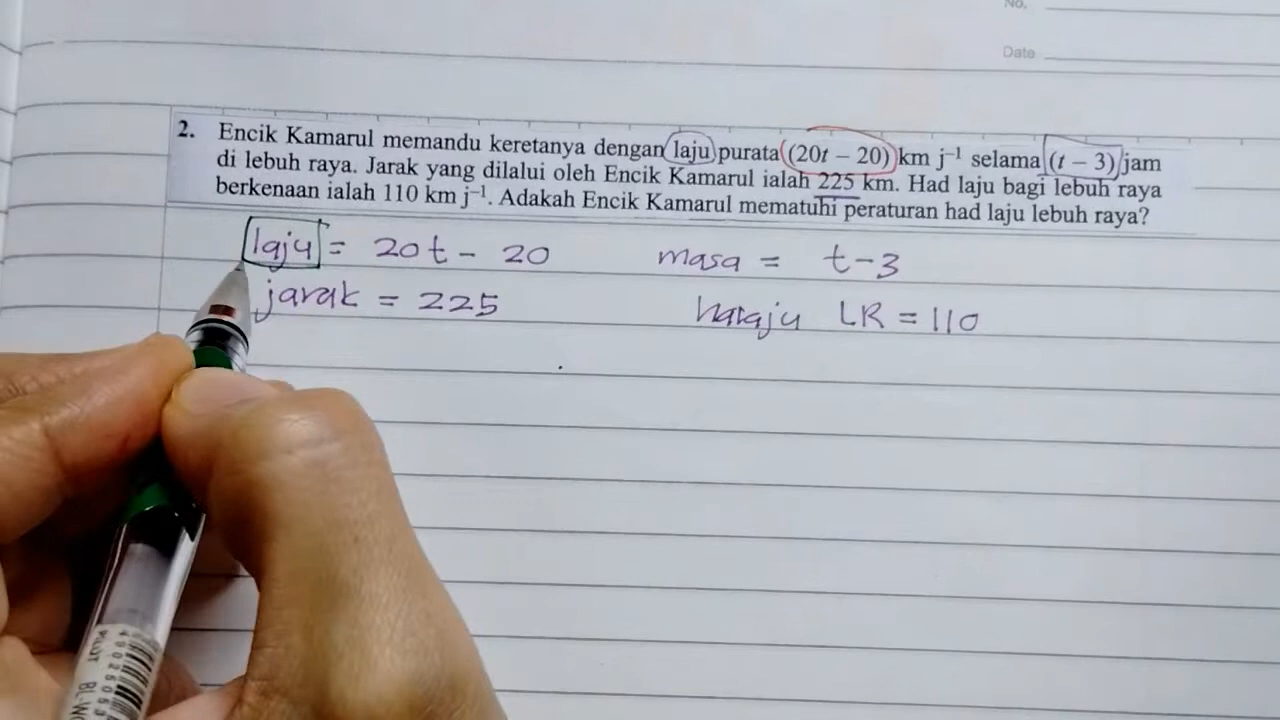 No.
Date
2. Encik Kamarul memandu keretanya dengan laju purata (20t – 20) km j⁻¹ selama (t – 3) jam
di lebuh raya. Jarak yang dilalui oleh Encik Kamarul ialah 225 km. Had laju bagi lebuh raya
berkenaan ialah 110 km j⁻¹. Adakah Encik Kamarul mematuhi peraturan had laju lebuh raya?
laju = 20t - 20 masa = t-3
jarak = 225 LR = 110
PILOT BL-W